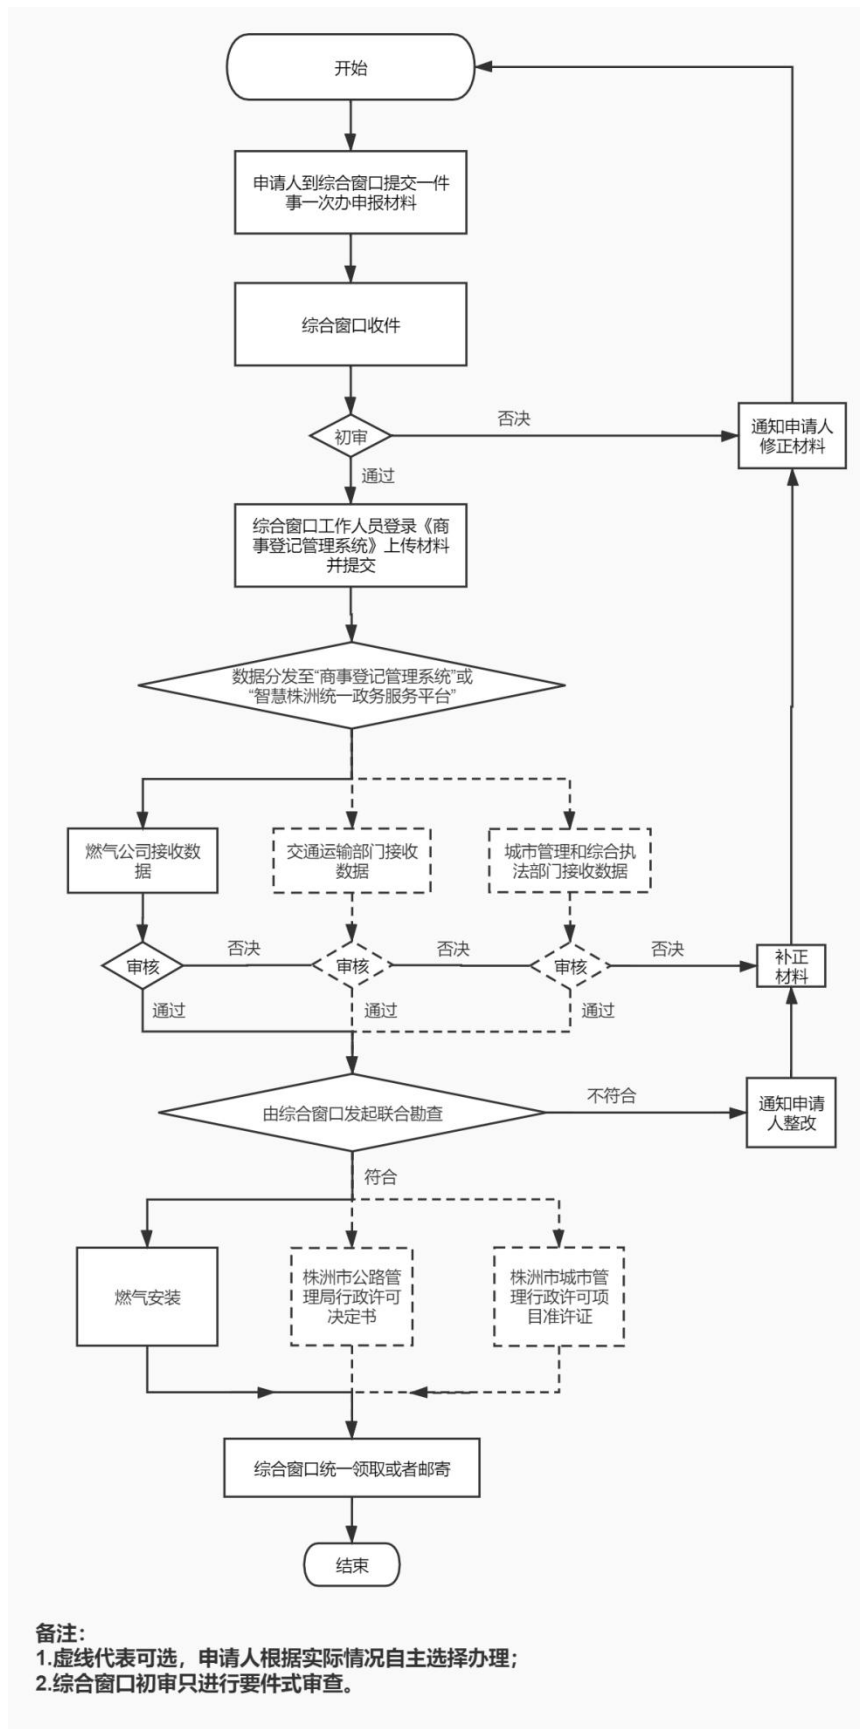 开始
申请人到综合窗口提交一件
事一次办申报材料
综合窗口收件
初审
否决
通知申请人
修正材料
通过
综合窗口工作人员登录《商
事登记管理系统》上传材料
并提交
数据分发至“商事登记管理系统”或
“智慧株洲统一政务服务平台”
燃气公司接收数
据
交通运输部门接收
数据
城市管理和综合执
法部门接收数据
审核
否决
审核
否决
审核
否决
补正
材料
通过
通过
通过
由综合窗口发起联合勘查
不符合
通知申请
人整改
符合
燃气安装
株洲市公路管
理局行政许可
决定书
株洲市城市管
理行政许可项
目准许证
综合窗口统一领取或者邮寄
结束
备注：
1.虚线代表可选，申请人根据实际情况自主选择办理；
2.综合窗口初审只进行要件式审查。